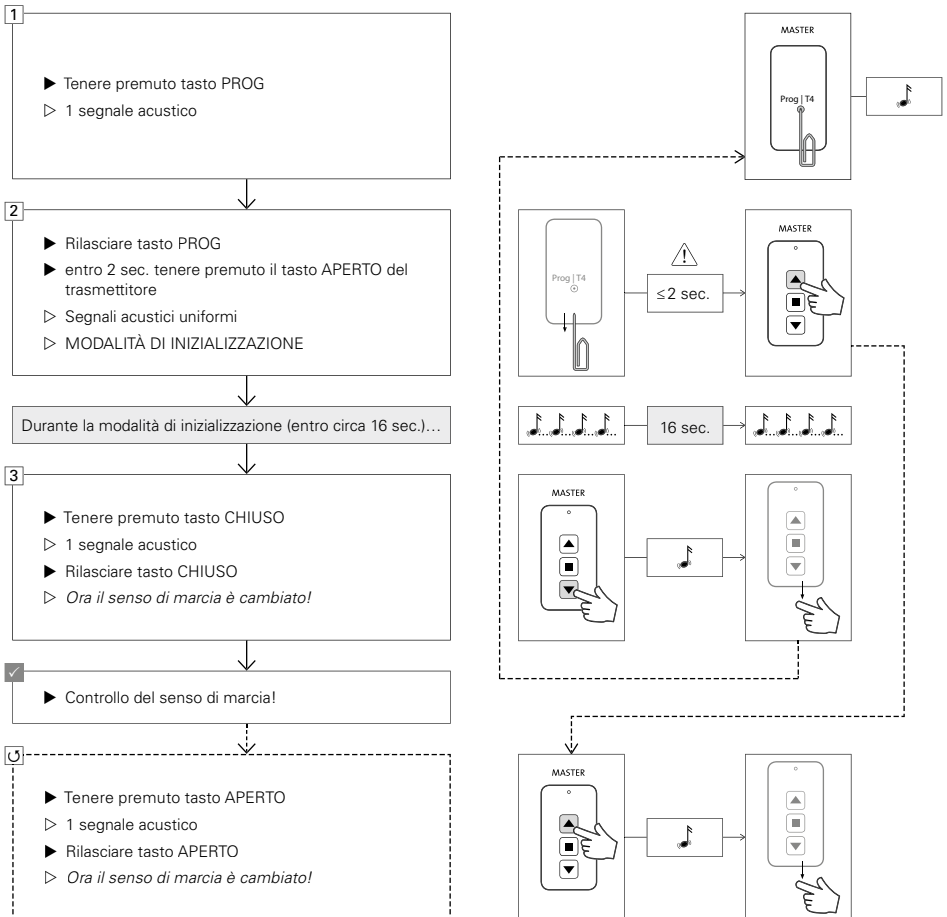 1
▶ Tenere premuto tasto PROG
▷ 1 segnale acustico
MASTER
Prog | T4
2
▶ Rilasciare tasto PROG
▶ entro 2 sec. tenere premuto il tasto APERTO del
trasmettitore
▷ Segnali acustici uniformi
▷ MODALITÀ DI INIZIALIZZAZIONE
Prog | T4
≤2 sec.
MASTER
Durante la modalità di inizializzazione (entro circa 16 sec.)…
16 sec.
3
▶ Tenere premuto tasto CHIUSO
▷ 1 segnale acustico
▶ Rilasciare tasto CHIUSO
▷ Ora il senso di marcia è cambiato!
MASTER
▶ Controllo del senso di marcia!
▶ Tenere premuto tasto APERTO
▷ 1 segnale acustico
▶ Rilasciare tasto APERTO
▷ Ora il senso di marcia è cambiato!
MASTER